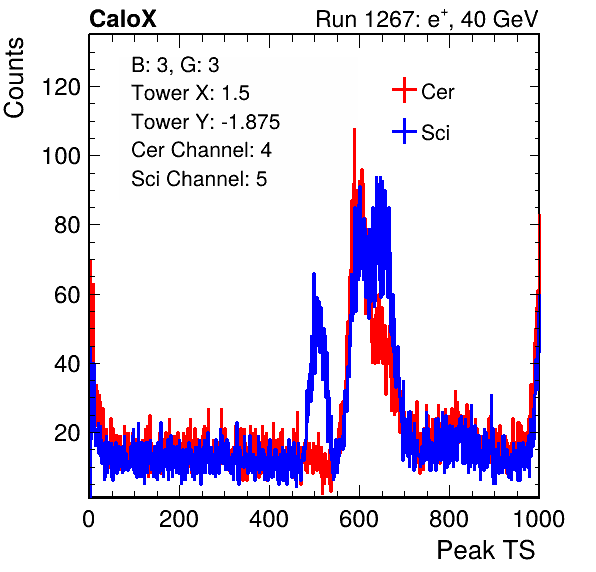 CaloX
Run 1267: e+, 40 GeV
B: 3, G: 3
Tower X: 1.5
Tower Y: -1.875
Cer Channel: 4
Sci Channel: 5
Cer
Sci
Counts
120
100
80
60
40
20
0 200 400 600 800 1000
Peak TS